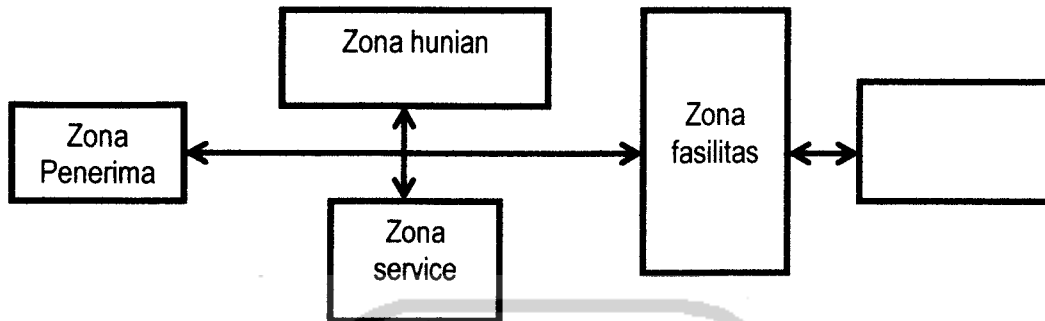 Zona hunian
Zona
Penerima
Zona
fasilitas
Zona
service